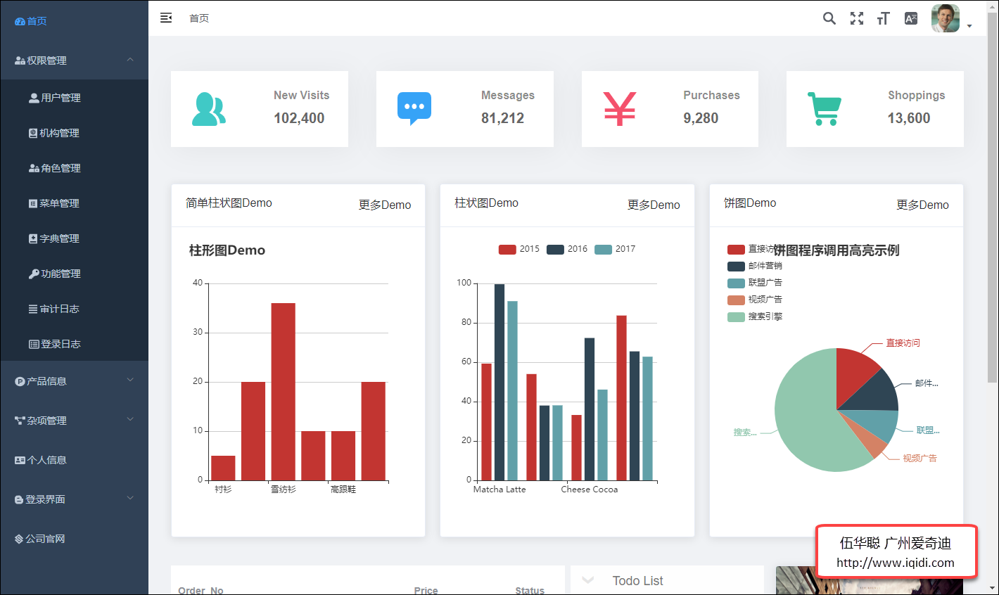 首页
权限管理
用户管理
机构管理
角色管理
菜单管理
字典管理
功能管理
审计日志
登录日志
产品信息
杂项管理
个人信息
登录界面
公司官网
首页
New Visits
102,400
Messages
81,212
Purchases
9,280
Shoppings
13,600
简单柱状图Demo
更多Demo
柱形图Demo
40
30
20
10
0
衬衫 雪纺衫 高跟鞋
柱状图Demo
更多Demo
2015 2016 2017
100
80
60
40
20
0
Matcha Latte Cheese Cocoa
饼图Demo
更多Demo
饼图程序调用高亮示例
直接访问
邮件营销
联盟广告
视频广告
搜索引擎
直接访问
邮件...
联盟...
视频广告
搜索...
Order_No Price Status
Todo List
伍华聪 广州爱奇迪
http://www.iqidi.com